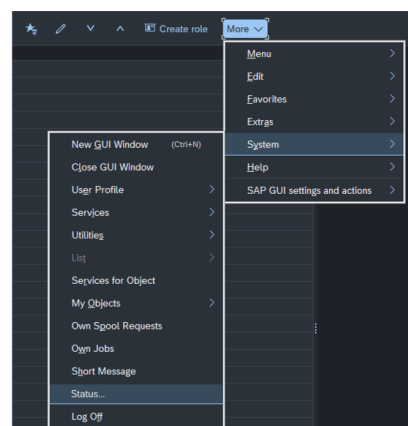 Create role
More
Menu
Edit
Favorites
Extras
System
Help
SAP GUI settings and actions
New GUI Window (Ctrl+N)
Close GUI Window
User Profile
Services
Utilities
List
Services for Object
My Objects
Own Spool Requests
Own Jobs
Short Message
Status...
Log Off